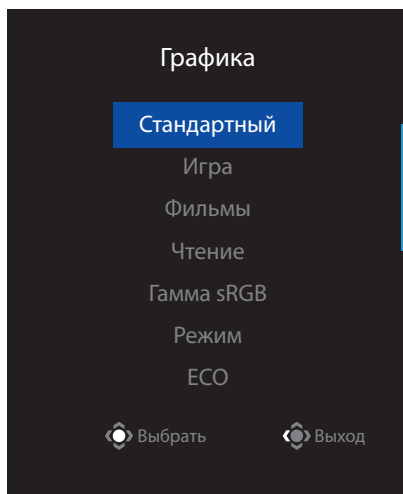 Графика
Стандартный
Игра
Фильмы
Чтение
Гамма sRGB
Режим
ECO
Выбрать Выход